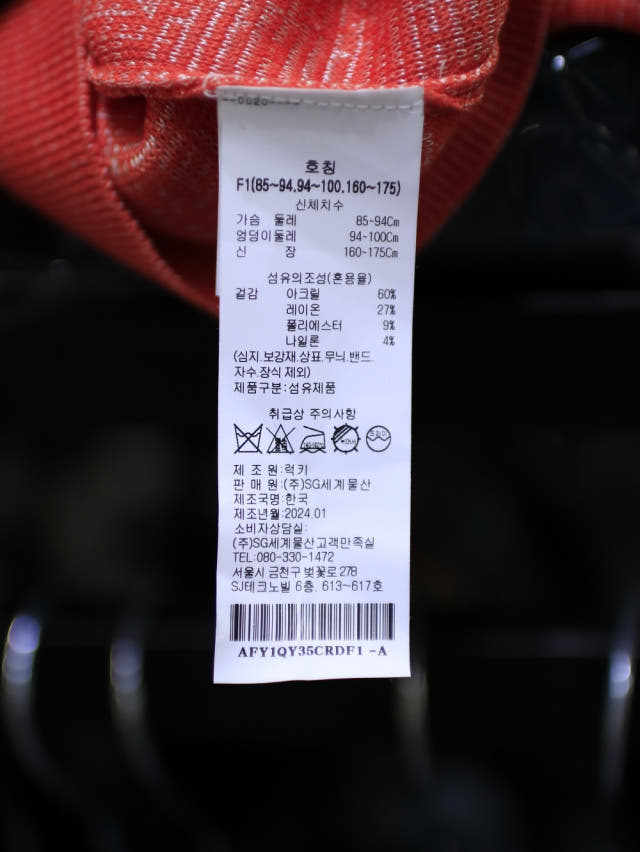 호칭
F1(85~94.94~100.160~175)
신체치수
가슴 둘레 85~94Cm
엉덩이둘레 94~100Cm
신 장 160~175Cm
섬유의조성(혼용율)
겉감 아크릴 60%
레이온 27%
폴리에스터 9%
나일론 4%
(심지.보강재.상표.무늬.밴드.
자수.장식 제외)
제품구분:섬유제품
취급상 주의사항
드라이
제 조 원:럭키
판 매 원:(주)SG세계물산
제조국명:한국
제조년월:2024.01
소비자상담실:
(주)SG세계물산고객만족실
TEL:080-330-1472
서울시 금천구 벚꽃로278
SJ테크노빌 6층. 613~617호
AFY1QY35CRDF1 -A